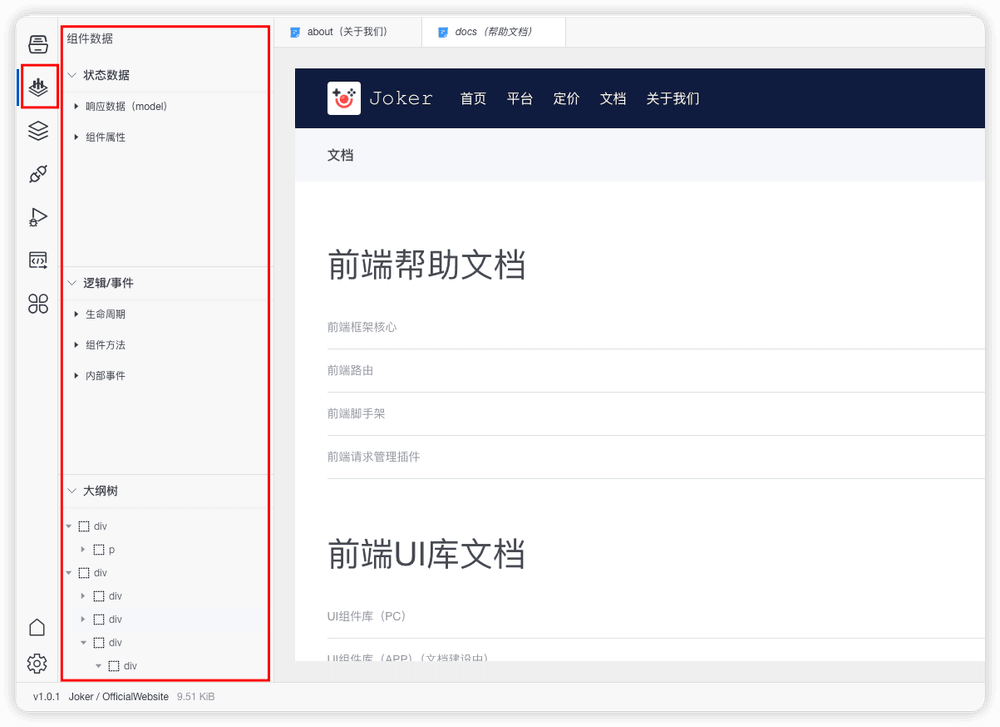 组件数据
状态数据
响应数据（model）
组件属性
逻辑/事件
生命周期
组件方法
内部事件
大纲树
div
p
div
div
div
div
div
about（关于我们）
docs（帮助文档）
Joker 首页 平台 定价 文档 关于我们
文档
前端帮助文档
前端框架核心
前端路由
前端脚手架
前端请求管理插件
前端UI库文档
UI组件库（PC）
UI组件库（APP）（文档建设中）
v1.0.1 Joker / OfficialWebsite 9.51 KiB